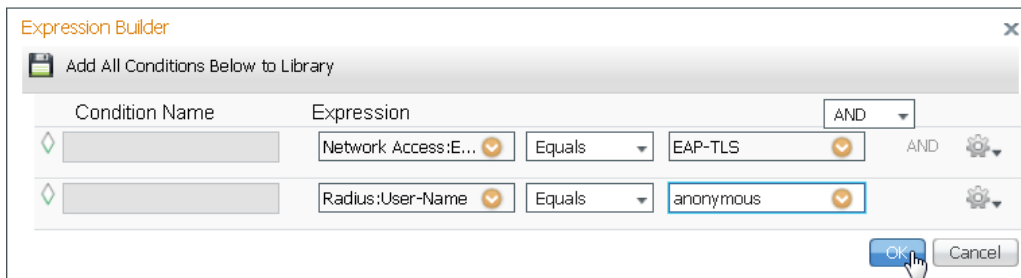 Expression Builder
Add All Conditions Below to Library
Condition Name Expression AND
Network Access:E... Equals EAP-TLS AND
Radius:User-Name Equals anonymous
OK Cancel